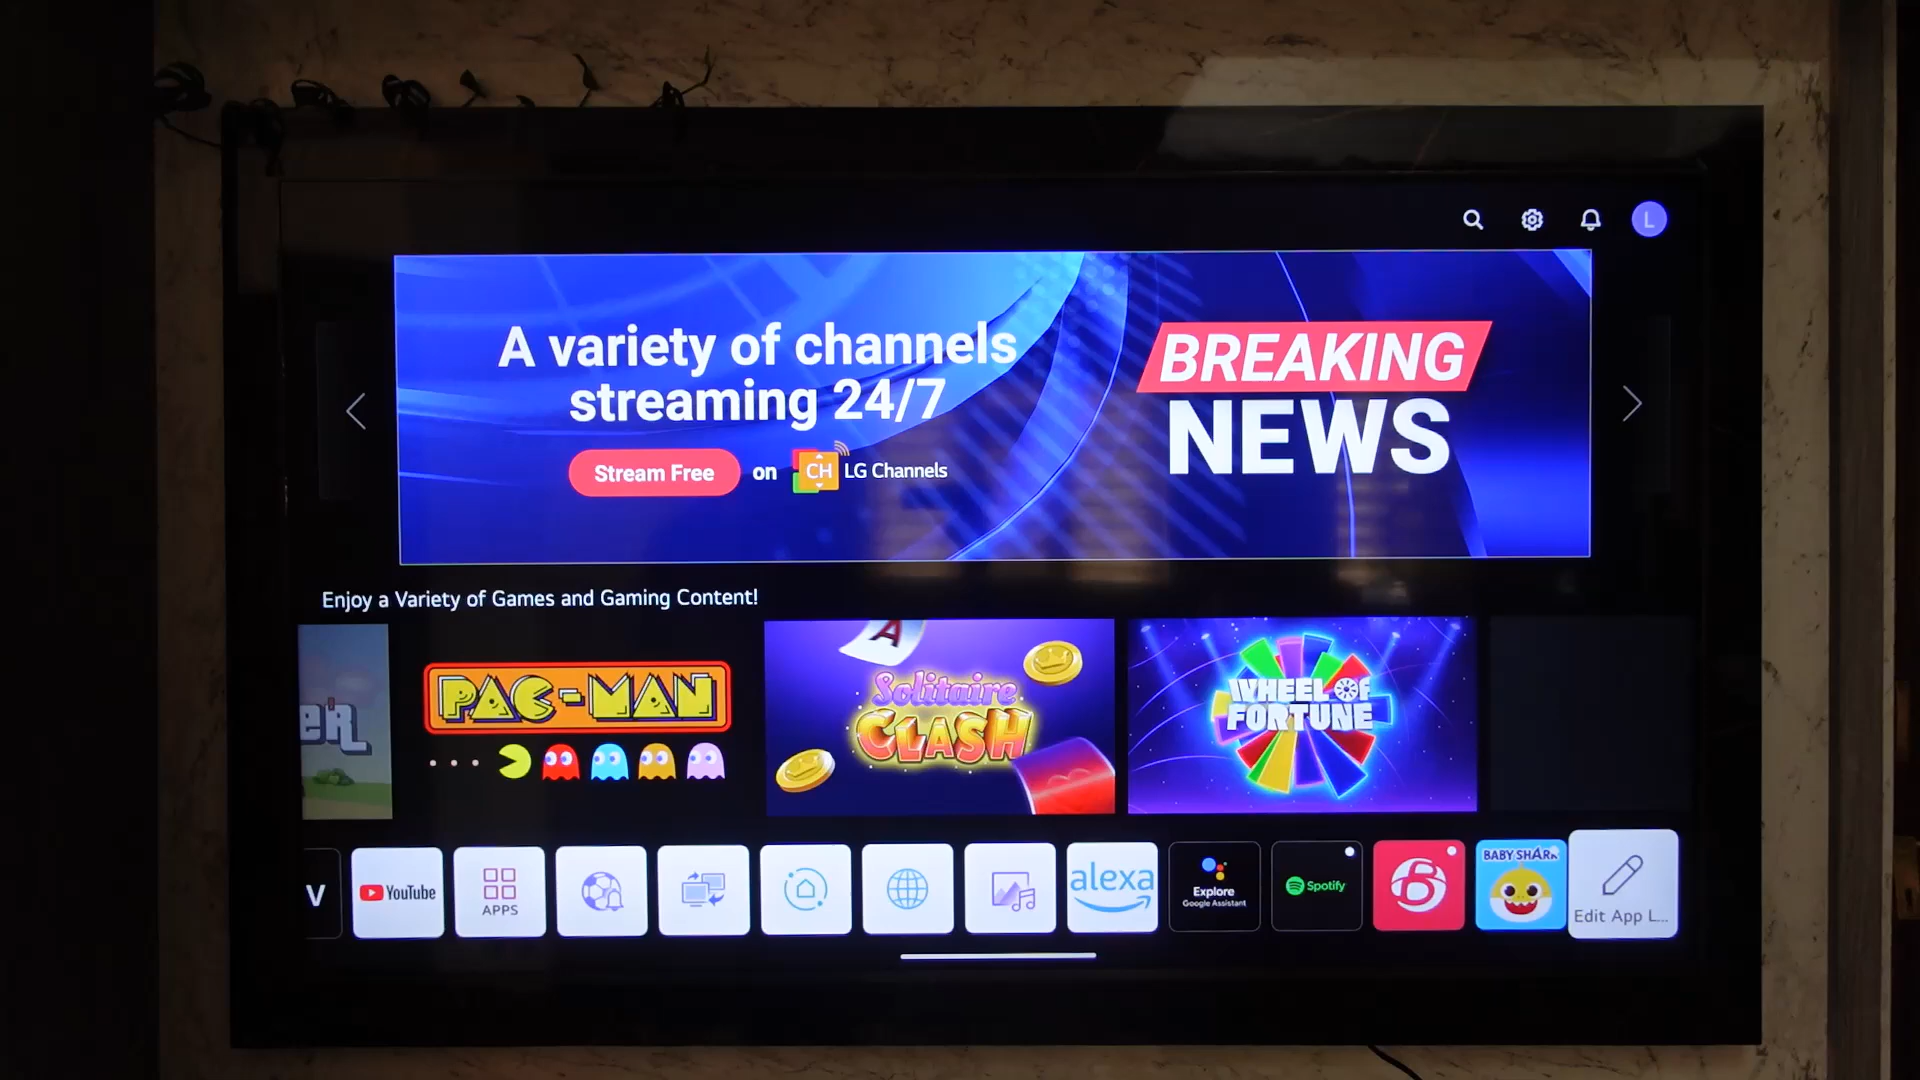 L
A variety of channels
streaming 24/7
Stream Free on CH LG Channels
BREAKING
NEWS
Enjoy a Variety of Games and Gaming Content!
PAC-MAN
A
Solitaire
CLASH
WHEEL OF
FORTUNE
V
YouTube
APPS
alexa
Explore
Google Assistant
Spotify
B
BABY SHARK
Edit App L...